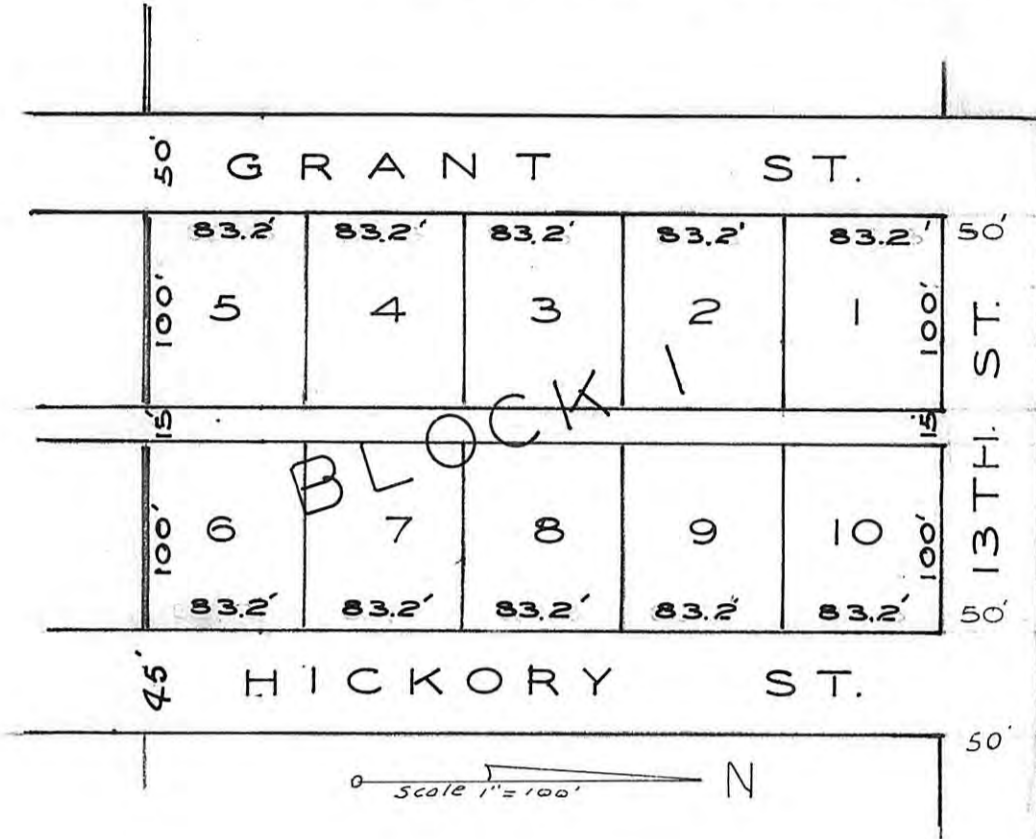 50' GRANT ST.
83.2' 83.2' 83.2' 83.2' 83.2' 50'
100' 5 4 3 2 1 100'
13TH. ST.
15' BLOCK 1 15'
100' 6 7 8 9 10 100'
83.2' 83.2' 83.2' 83.2 83.2' 50'
45' HICKORY ST.
50'
Scale 1"=100' N